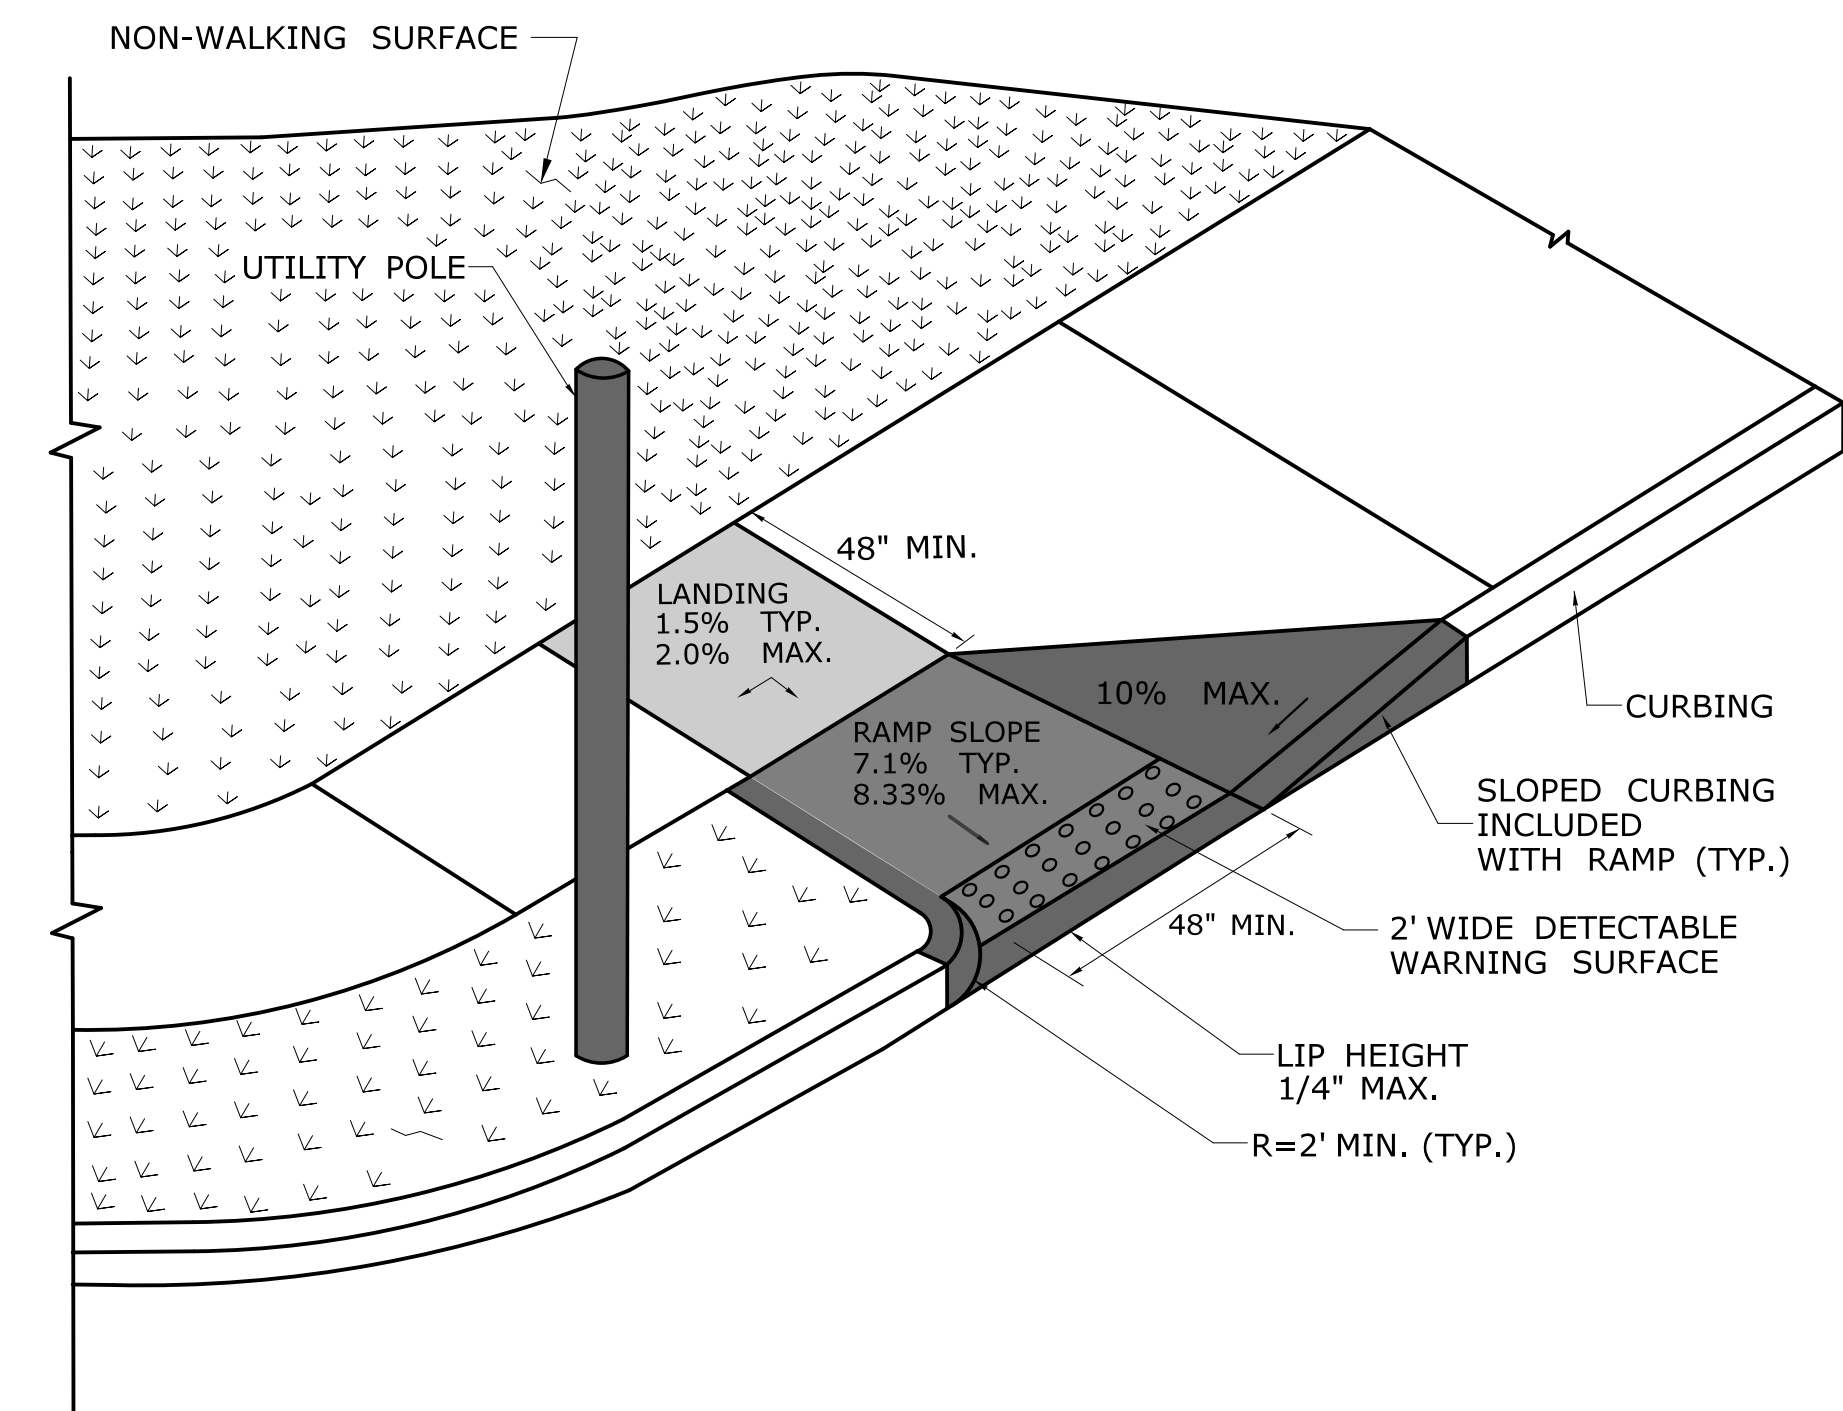 NON-WALKING SURFACE
UTILITY POLE
48" MIN.
LANDING
1.5% TYP.
2.0% MAX.
10% MAX.
CURBING
RAMP SLOPE
7.1% TYP.
8.33% MAX.
SLOPED CURBING
INCLUDED
WITH RAMP (TYP.)
48" MIN.
2' WIDE DETECTABLE
WARNING SURFACE
LIP HEIGHT
1/4" MAX.
R=2' MIN. (TYP.)